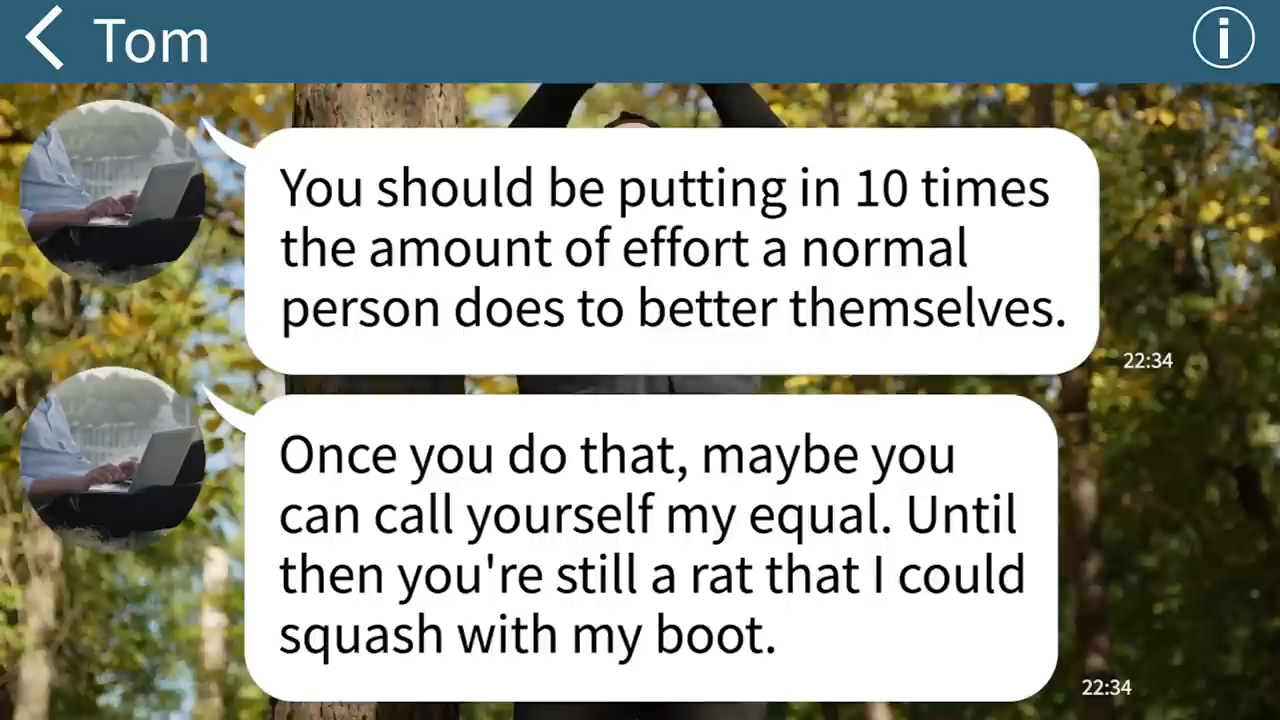 Tom
You should be putting in 10 times
the amount of effort a normal
person does to better themselves.
22:34
Once you do that, maybe you
can call yourself my equal. Until
then you're still a rat that I could
squash with my boot.
22:34